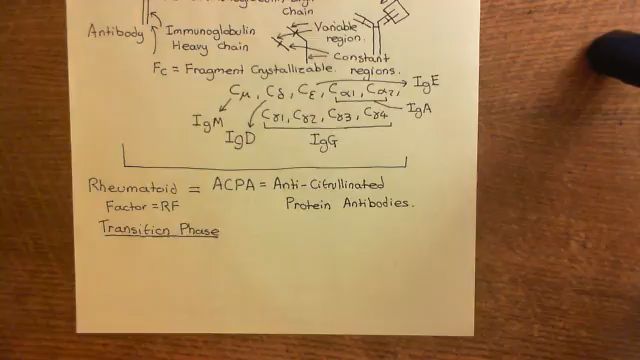 Chain
Antibody Immunoglobulin Variable
Heavy chain region.
Constant
Fc = Fragment Crystallizable regions.
Cμ, Cδ, Cε, Cα1, Cα2, IgE
IgM Cγ1, Cγ2, Cγ3, Cγ4 IgA
IgD IgG
Rheumatoid = ACPA = Anti-Citrullinated
Factor = RF Protein Antibodies.
Transition Phase